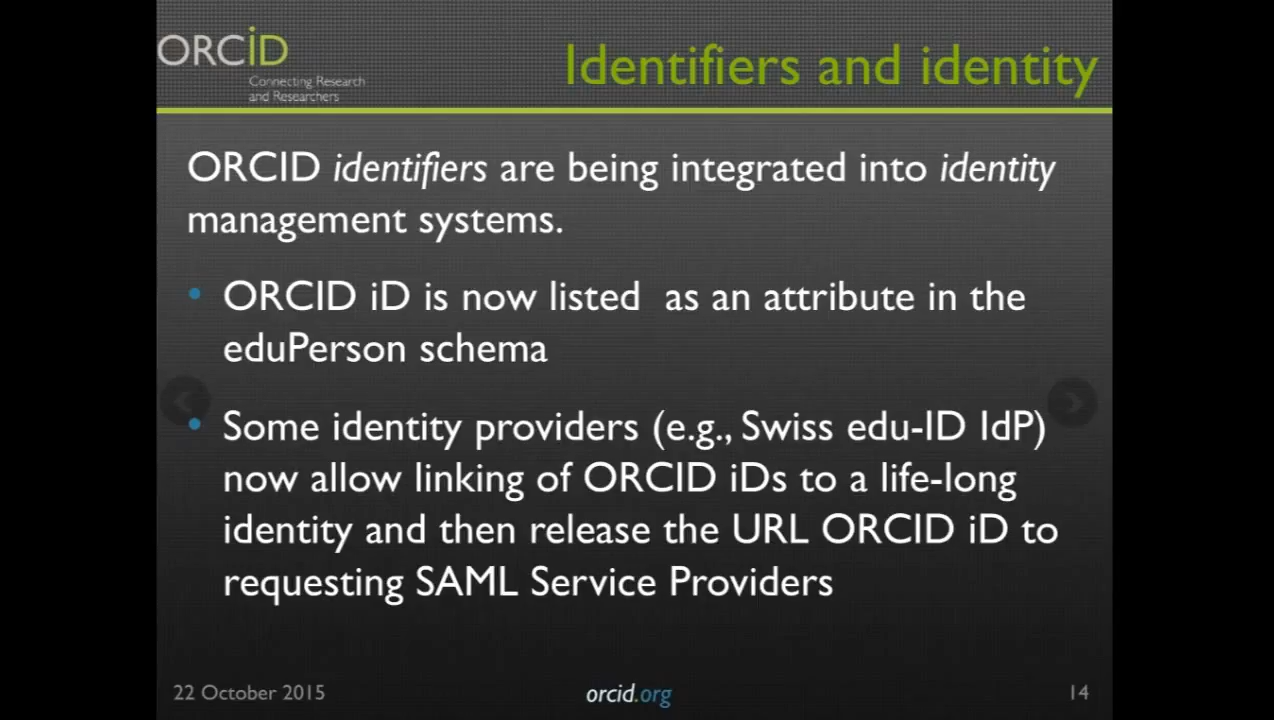 ORCiD
Connecting Research
and Researchers
Identifiers and identity
ORCID identifiers are being integrated into identity
management systems.
• ORCID iD is now listed as an attribute in the
eduPerson schema
• Some identity providers (e.g., Swiss edu-ID IdP)
now allow linking of ORCID iDs to a life-long
identity and then release the URL ORCID iD to
requesting SAML Service Providers
22 October 2015
orcid.org
14